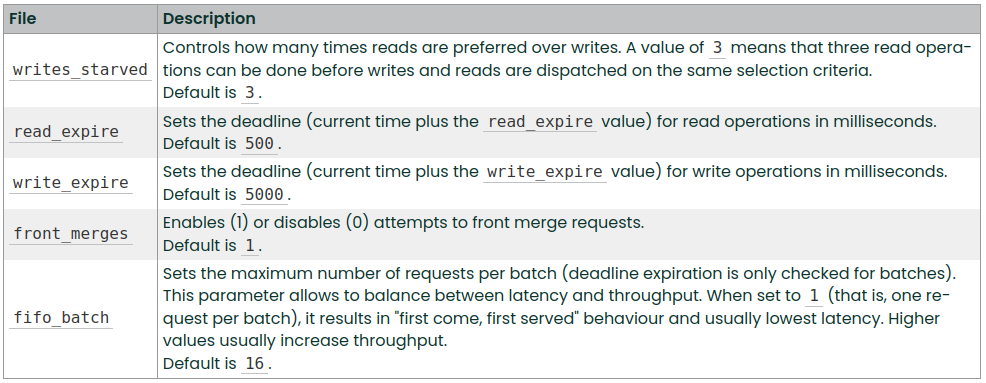 File Description
writes_starved
Controls how many times reads are preferred over writes. A value of 3 means that three read opera-
tions can be done before writes and reads are dispatched on the same selection criteria.
Default is 3.
read_expire
Sets the deadline (current time plus the read_expire value) for read operations in milliseconds.
Default is 500.
write_expire
Sets the deadline (current time plus the write_expire value) for write operations in milliseconds.
Default is 5000.
front_merges
Enables (1) or disables (0) attempts to front merge requests.
Default is 1.
fifo_batch
Sets the maximum number of requests per batch (deadline expiration is only checked for batches).
This parameter allows to balance between latency and throughput. When set to 1 (that is, one re-
quest per batch), it results in "first come, first served" behaviour and usually lowest latency. Higher
values usually increase throughput.
Default is 16.